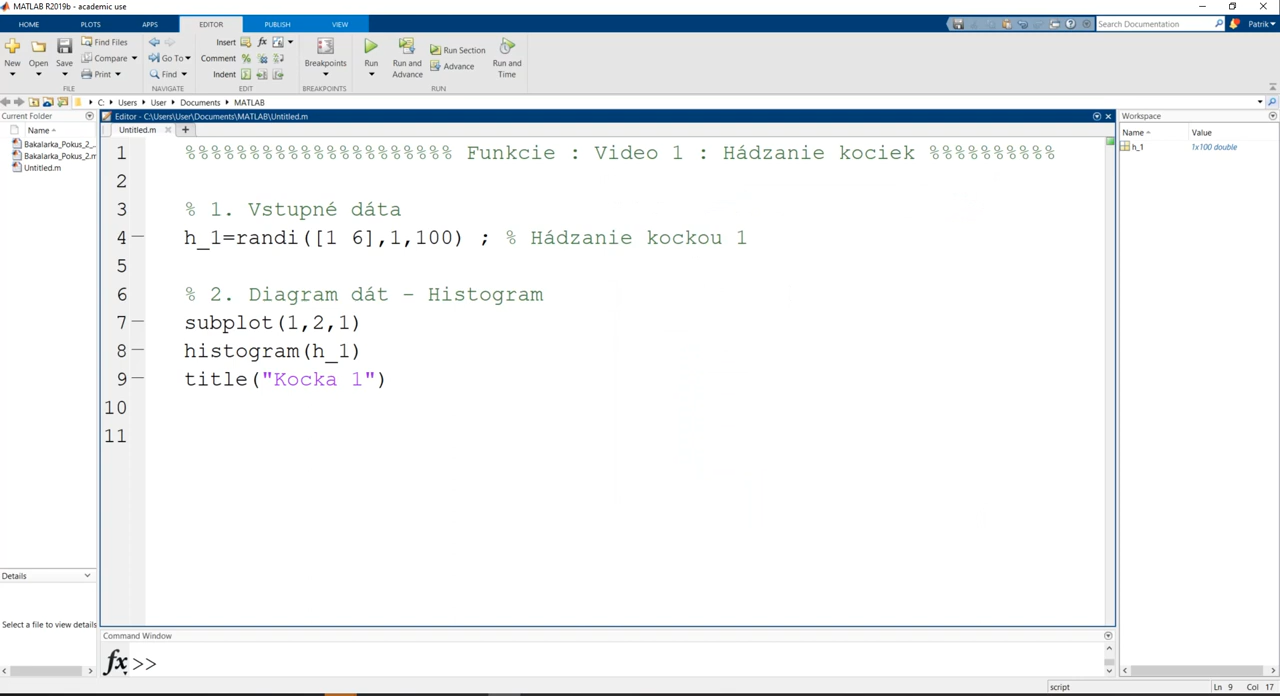 MATLAB R2019b - academic use
HOME PLOTS APPS EDITOR PUBLISH VIEW Search Documentation Patrik
New Open Save Find Files Compare Print
Go To Find
Insert fx Comment % Indent
Breakpoints
Run Run and Advance Run Section Advance Run and Time
FILE NAVIGATE EDIT BREAKPOINTS RUN
C: Users User Documents MATLAB
Current Folder
Name
Bakalarka_Pokus_2_...
Bakalarka_Pokus_2.m
Untitled.m
Editor - C:\Users\User\Documents\MATLAB\Untitled.m
Untitled.m +
1 %%%%%%%%%%%%%%%%%%%%% Funkcie : Video 1 : Hádzanie kociek %%%%%%%%%%
2
3 % 1. Vstupné dáta
4 h_1=randi([1 6],1,100) ; % Hádzanie kockou 1
5
6 % 2. Diagram dát - Histogram
7 subplot(1,2,1)
8 histogram(h_1)
9 title("Kocka 1")
10
11
Workspace
Name Value
h_1 1x100 double
Details
Select a file to view details
Command Window
fx >>
script Ln 9 Col 17